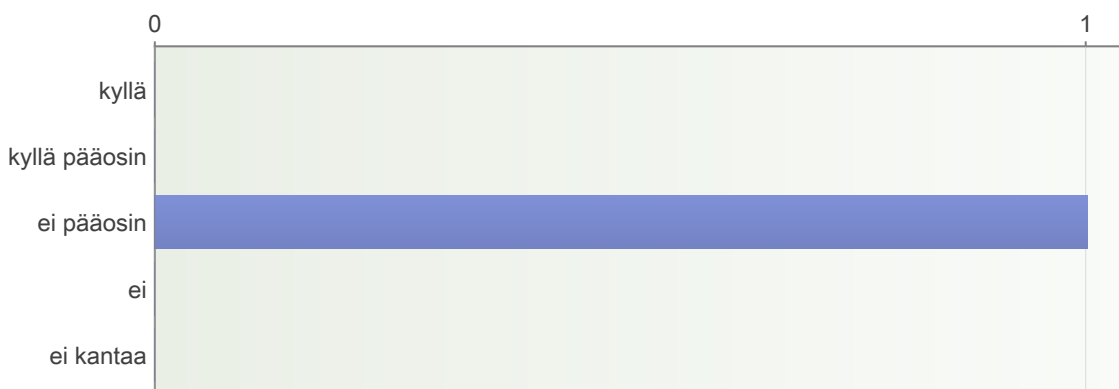 0 1
kyllä
kyllä pääosin
ei pääosin
ei
ei kantaa